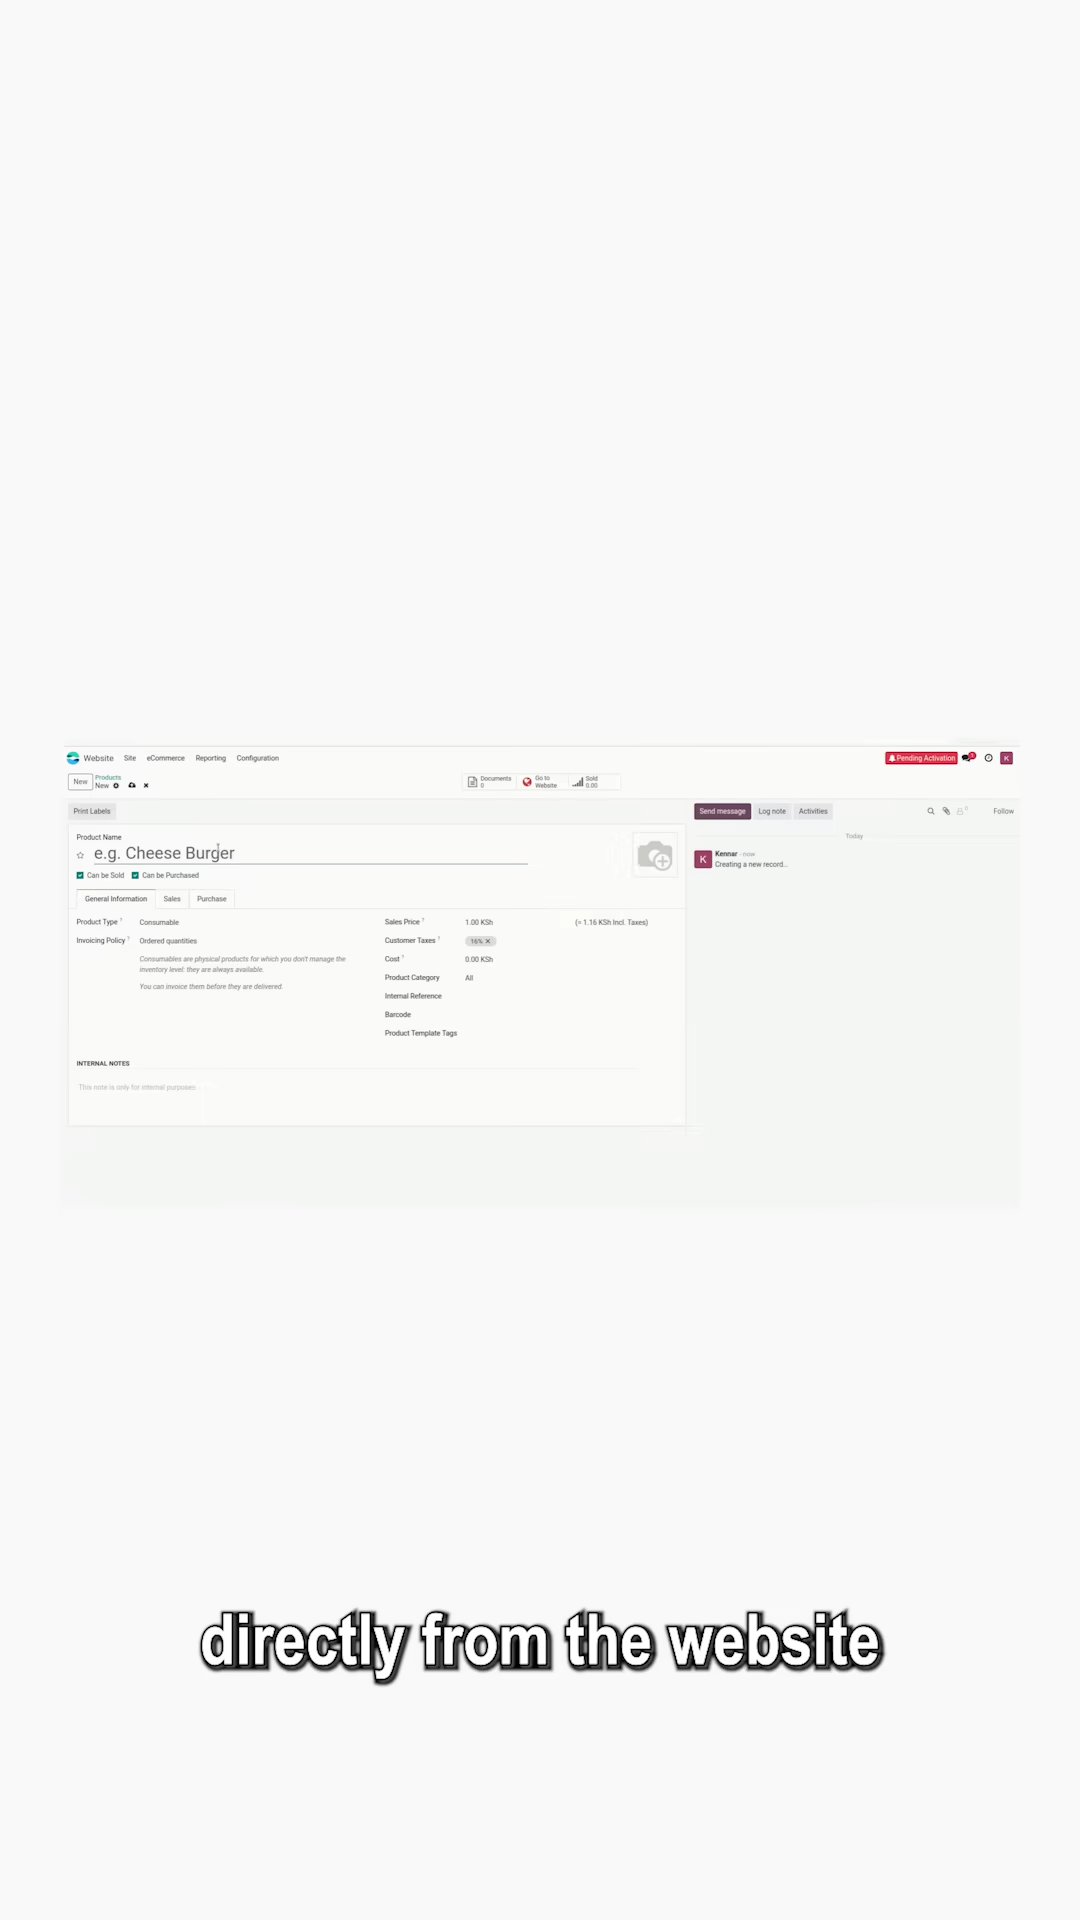 Website Site eCommerce Reporting Configuration
Pending Activation
K
New
Products
New
Documents
0
Go to
Website
Sold
0.00
Print Labels
Send message Log note Activities
Follow
Product Name
e.g. Cheese Burger
Can be Sold Can be Purchased
General Information Sales Purchase
Product Type ? Consumable
Invoicing Policy ? Ordered quantities
Consumables are physical products for which you don't manage the
inventory level: they are always available.
You can invoice them before they are delivered.
Sales Price ? 1.00 KSh (= 1.16 KSh Incl. Taxes)
Customer Taxes ? 16% ×
Cost ? 0.00 KSh
Product Category All
Internal Reference
Barcode
Product Template Tags
INTERNAL NOTES
This note is only for internal purposes.
Today
K
Kennar - now
Creating a new record...
directly from the website